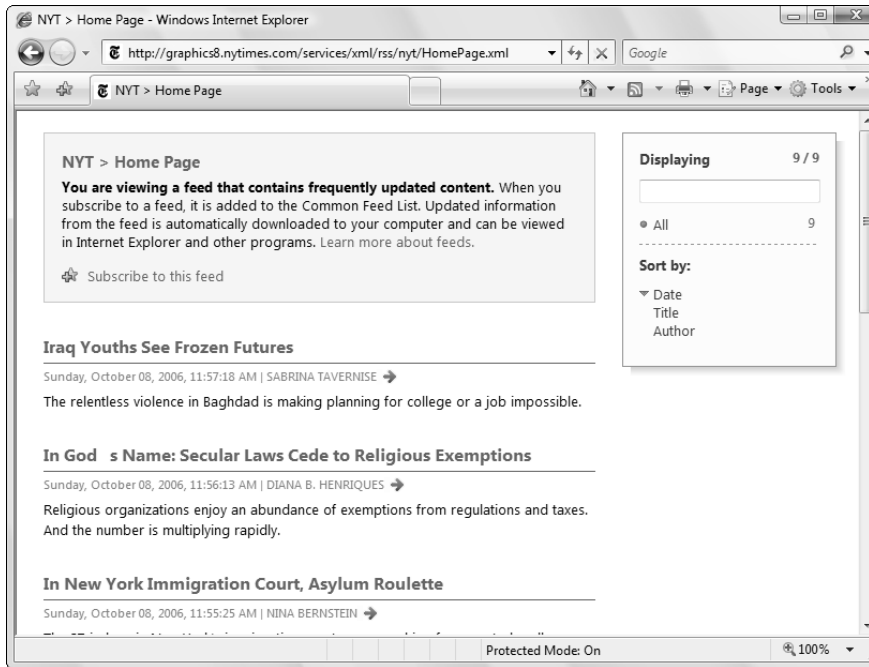 NYT > Home Page - Windows Internet Explorer
http://graphics8.nytimes.com/services/xml/rss/nyt/HomePage.xml
Google
NYT > Home Page
Page
Tools
NYT > Home Page
You are viewing a feed that contains frequently updated content. When you
subscribe to a feed, it is added to the Common Feed List. Updated information
from the feed is automatically downloaded to your computer and can be viewed
in Internet Explorer and other programs. Learn more about feeds.
Subscribe to this feed
Displaying 9 / 9
All 9
Sort by:
Date
Title
Author
Iraq Youths See Frozen Futures
Sunday, October 08, 2006, 11:57:18 AM | SABRINA TAVERNISE
The relentless violence in Baghdad is making planning for college or a job impossible.
In God s Name: Secular Laws Cede to Religious Exemptions
Sunday, October 08, 2006, 11:56:13 AM | DIANA B. HENRIQUES
Religious organizations enjoy an abundance of exemptions from regulations and taxes.
And the number is multiplying rapidly.
In New York Immigration Court, Asylum Roulette
Sunday, October 08, 2006, 11:55:25 AM | NINA BERNSTEIN
Protected Mode: On
100%